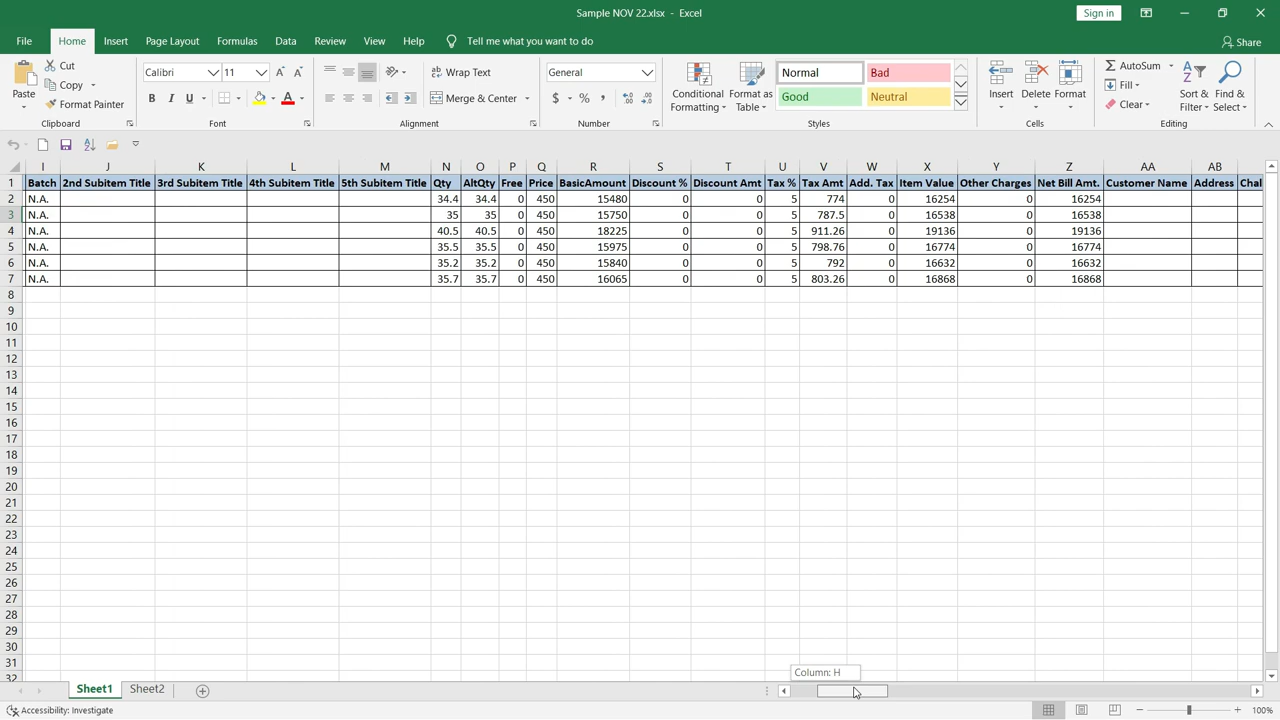 Sample NOV 22.xlsx - Excel
Sign in
File Home Insert Page Layout Formulas Data Review View Help Tell me what you want to do Share
Paste Cut Copy Format Painter
Clipboard
Calibri 11
B I U A
Font
Wrap Text
Merge & Center
Alignment
General
$ % ,
Number
Conditional Formatting
Format as Table
Normal Bad
Good Neutral
Styles
Insert Delete Format
Cells
AutoSum
Fill
Clear
Sort & Filter
Find & Select
Editing
I J K L M N O P Q R S T U V W X Y Z AA AB
1 Batch 2nd Subitem Title 3rd Subitem Title 4th Subitem Title 5th Subitem Title Qty AltQty Free Price BasicAmount Discount % Discount Amt Tax % Tax Amt Add. Tax Item Value Other Charges Net Bill Amt. Customer Name Address Chal
2 N.A. 34.4 34.4 0 450 15480 0 0 5 774 0 16254 0 16254
3 N.A. 35 35 0 450 15750 0 0 5 787.5 0 16538 0 16538
4 N.A. 40.5 40.5 0 450 18225 0 0 5 911.26 0 19136 0 19136
5 N.A. 35.5 35.5 0 450 15975 0 0 5 798.76 0 16774 0 16774
6 N.A. 35.2 35.2 0 450 15840 0 0 5 792 0 16632 0 16632
7 N.A. 35.7 35.7 0 450 16065 0 0 5 803.26 0 16868 0 16868
8
9
10
11
12
13
14
15
16
17
18
19
20
21
22
23
24
25
26
27
28
29
30
31
32
Column: H
Sheet1 Sheet2
Accessibility: Investigate
100%